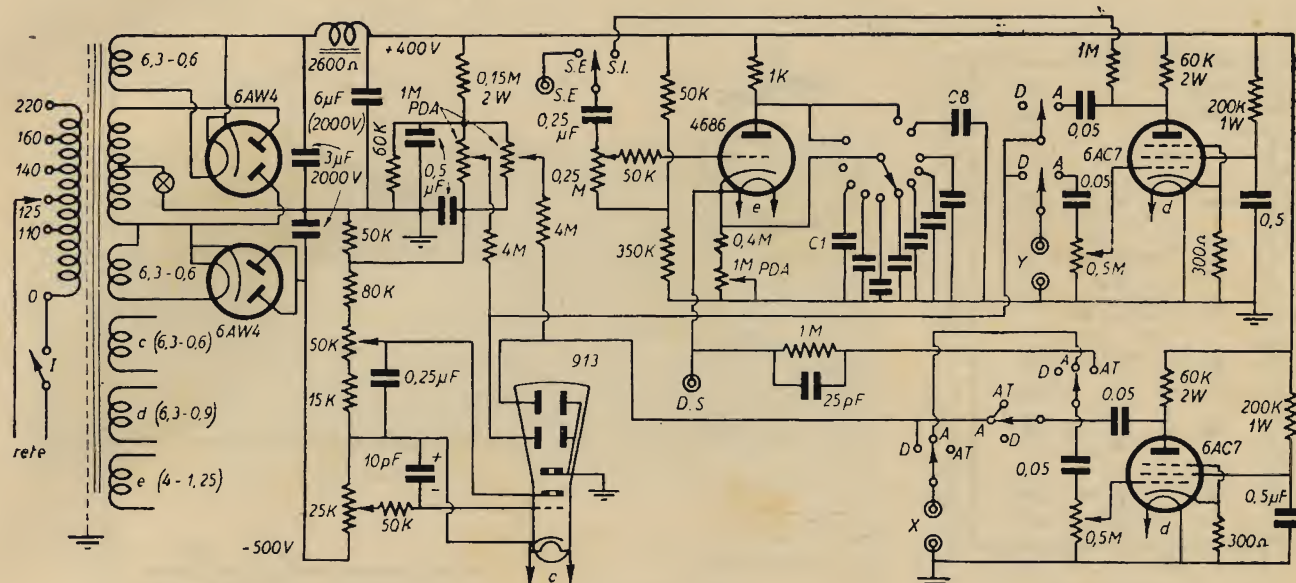 220
160
140
125
110
0
I
rete
6,3-0,6
6AW4
6,3-0,6
6AW4
c (6,3-0,6)
d (6,3-0,9)
e (4-1,25)
2600Ω
+400V
6µF
(2000V)
3µF
2000V
60K
1M
PDA
0,5
µF
0,15M
2W
50K
80K
50K
15K
25K
-500V
0,25µF
10pF
+
-
50K
4M
4M
913
c
S.E
S.I.
S.E
0,25
µF
0,25
M
50K
50K
350K
1K
4686
e
0,4M
1M PDA
C1
C8
D.S
1M
25pF
D
A
0,05
D
A
0,05
Y
0,5M
1M
60K
2W
6AC7
d
300Ω
200K
1W
0,5
D
A
AT
AT
A
D
D
A
AT
X
0,05
0,05
0,5M
60K
2W
6AC7
d
300Ω
200K
1W
0,5µF